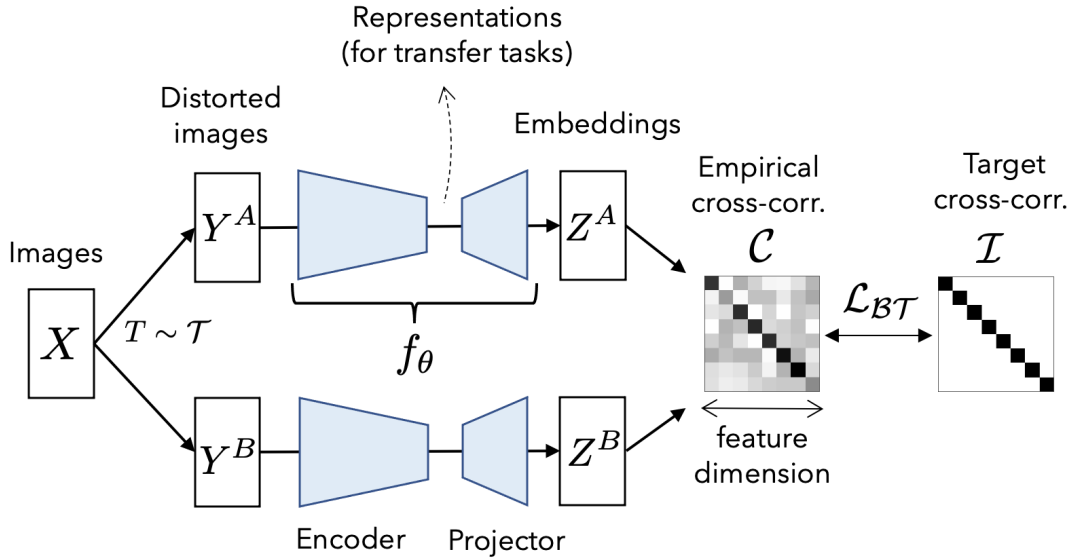 Representations
(for transfer tasks)
Distorted
images
Embeddings
Empirical
cross-corr.
Target
cross-corr.
Images
Y^A
Z^A
𝒞
ℐ
X
T ~ 𝒯
f_θ
ℒ_ℬ𝒯
Y^B
Z^B
feature
dimension
Encoder
Projector